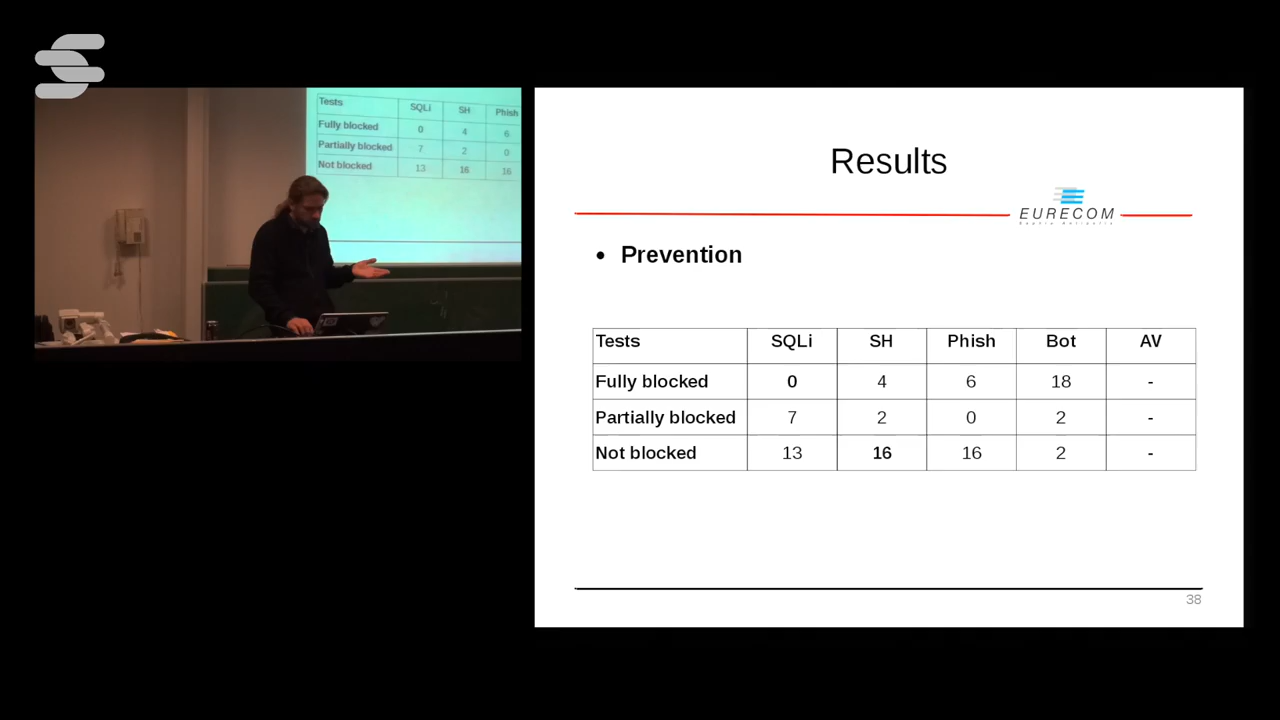 Tests SQLi SH Phish
Fully blocked 0 4 6
Partially blocked 7 2 0
Not blocked 13 16 16
Results
EURECOM
• Prevention
Tests SQLi SH Phish Bot AV
Fully blocked 0 4 6 18 -
Partially blocked 7 2 0 2 -
Not blocked 13 16 16 2 -
38